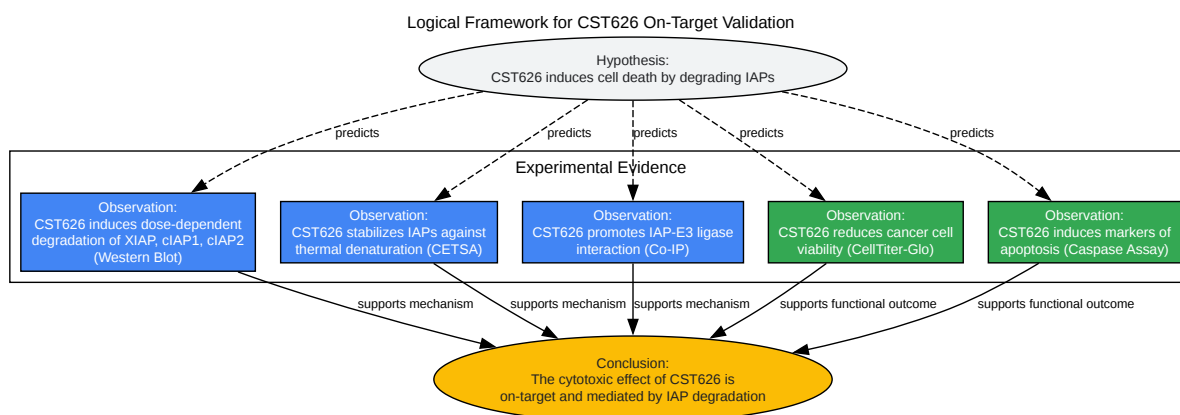 Logical Framework for CST626 On-Target Validation
Hypothesis:
CST626 induces cell death by degrading IAPs
predicts
predicts
predicts
predicts
predicts
Experimental Evidence
Observation:
CST626 induces dose-dependent
degradation of XIAP, cIAP1, cIAP2
(Western Blot)
Observation:
CST626 stabilizes IAPs against
thermal denaturation (CETSA)
Observation:
CST626 promotes IAP-E3 ligase
interaction (Co-IP)
Observation:
CST626 reduces cancer cell
viability (CellTiter-Glo)
Observation:
CST626 induces markers of
apoptosis (Caspase Assay)
supports mechanism
supports mechanism
supports mechanism
supports functional outcome
supports functional outcome
Conclusion:
The cytotoxic effect of CST626 is
on-target and mediated by IAP degradation